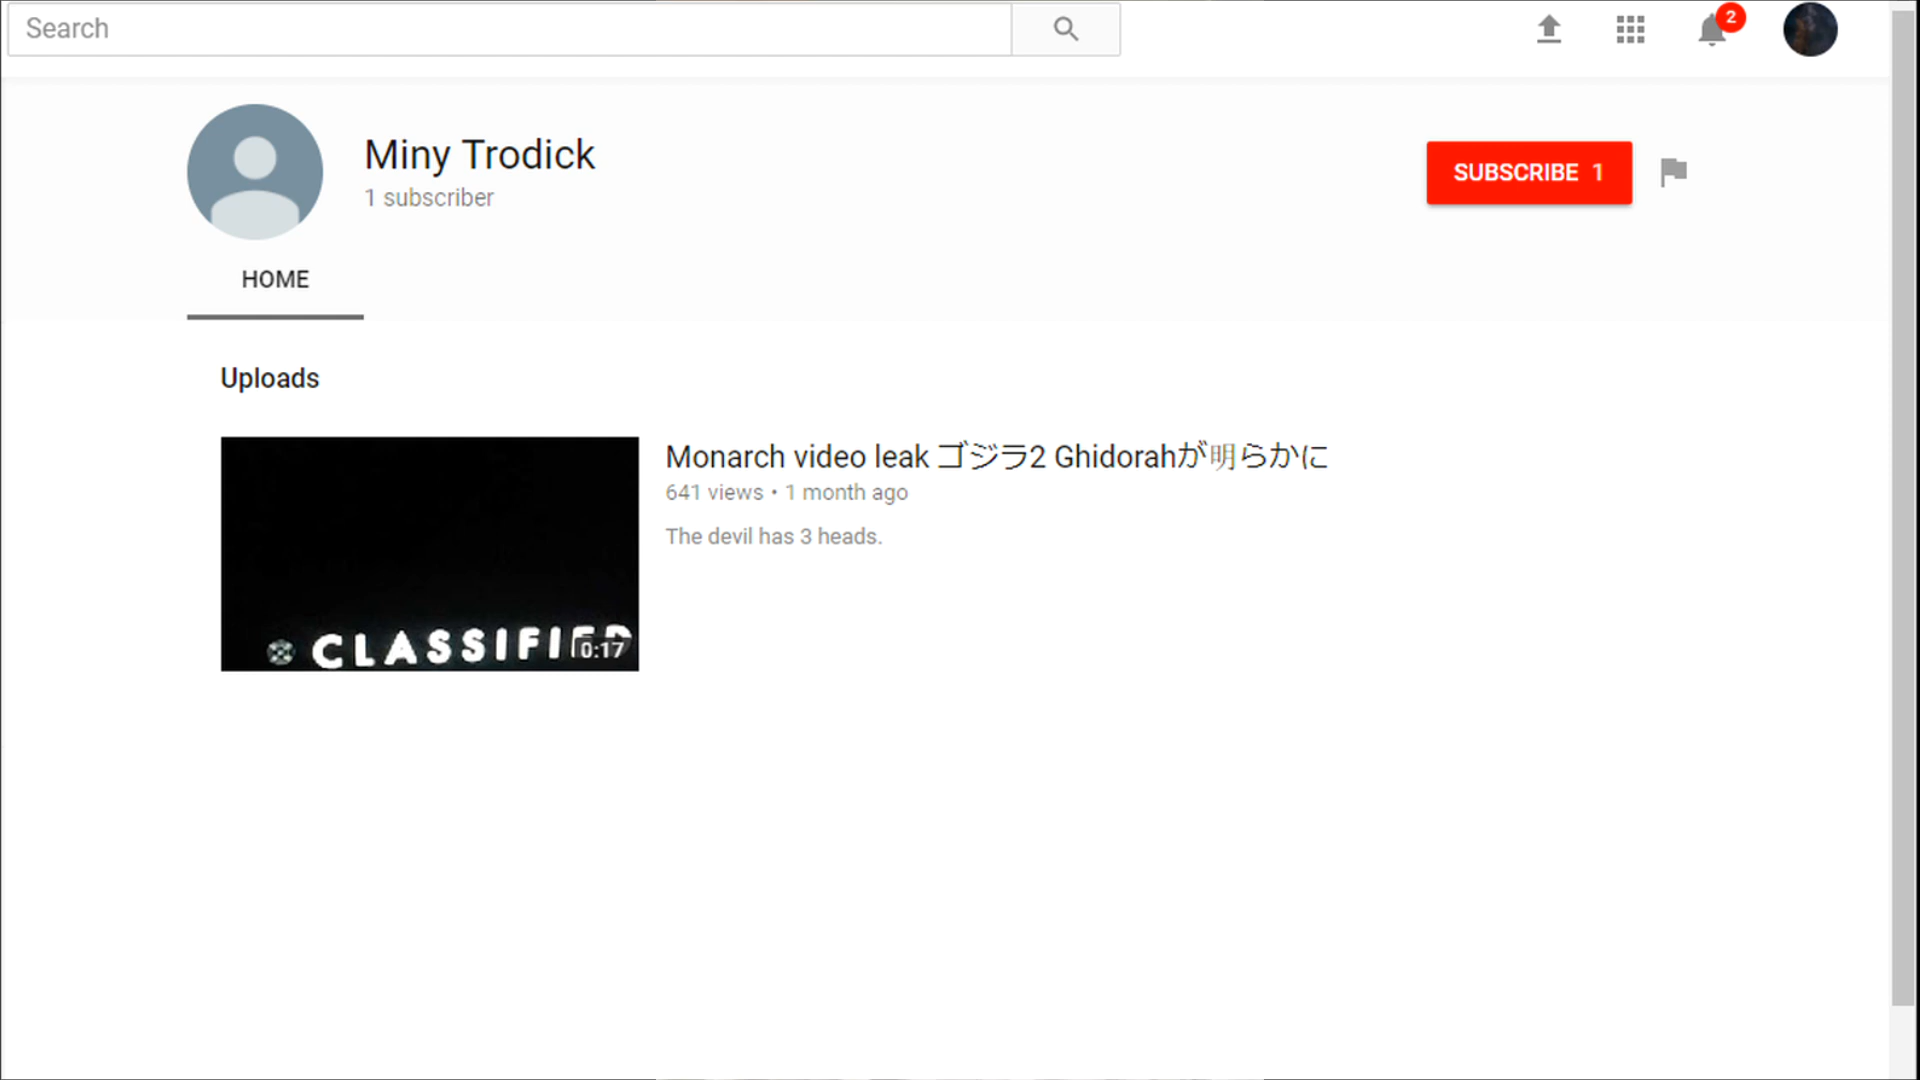 Search
2
Miny Trodick
1 subscriber
SUBSCRIBE 1
HOME
Uploads
Monarch video leak ゴジラ2 Ghidorahが明らかに
641 views • 1 month ago
The devil has 3 heads.
CLASSIFIED
0:17